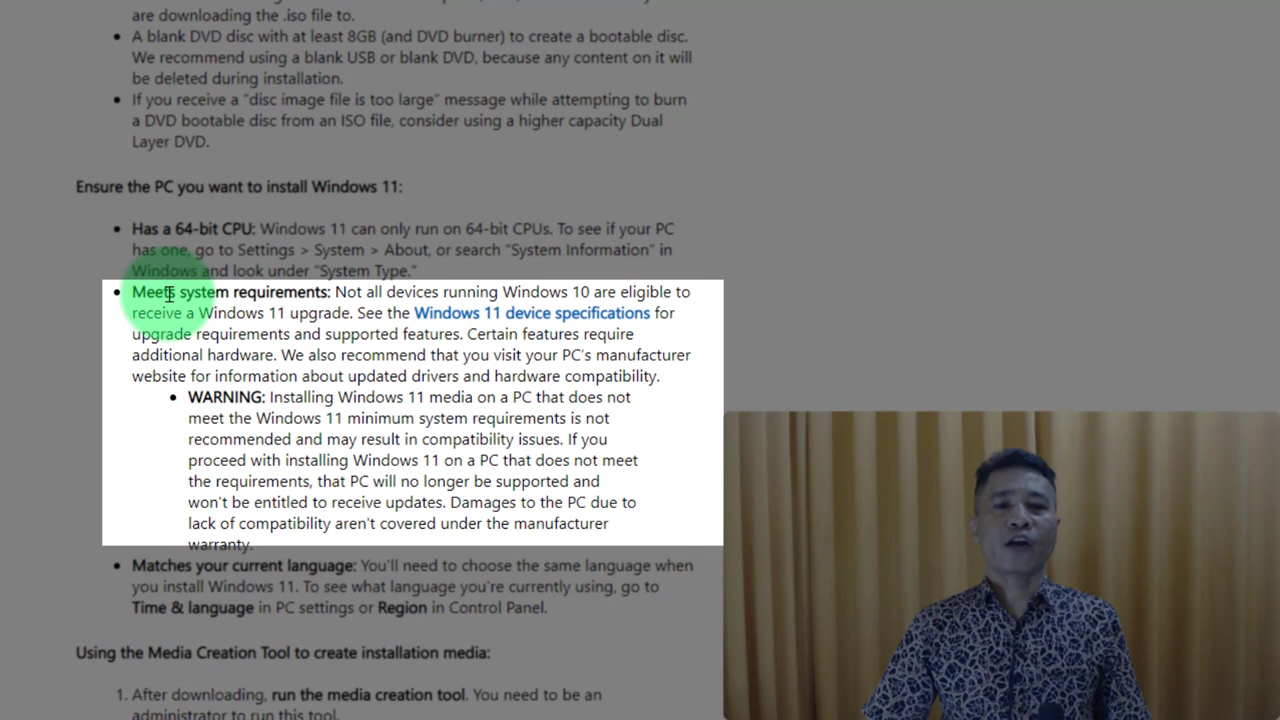 are downloading the .iso file to.
• A blank DVD disc with at least 8GB (and DVD burner) to create a bootable disc.
We recommend using a blank USB or blank DVD, because any content on it will
be deleted during installation.
• If you receive a "disc image file is too large" message while attempting to burn
a DVD bootable disc from an ISO file, consider using a higher capacity Dual
Layer DVD.
Ensure the PC you want to install Windows 11:
• Has a 64-bit CPU: Windows 11 can only run on 64-bit CPUs. To see if your PC
has one, go to Settings > System > About, or search "System Information" in
Windows and look under "System Type."
• Meets system requirements: Not all devices running Windows 10 are eligible to
receive a Windows 11 upgrade. See the Windows 11 device specifications for
upgrade requirements and supported features. Certain features require
additional hardware. We also recommend that you visit your PC's manufacturer
website for information about updated drivers and hardware compatibility.
• WARNING: Installing Windows 11 media on a PC that does not
meet the Windows 11 minimum system requirements is not
recommended and may result in compatibility issues. If you
proceed with installing Windows 11 on a PC that does not meet
the requirements, that PC will no longer be supported and
won't be entitled to receive updates. Damages to the PC due to
lack of compatibility aren't covered under the manufacturer
warranty.
• Matches your current language: You'll need to choose the same language when
you install Windows 11. To see what language you're currently using, go to
Time & language in PC settings or Region in Control Panel.
Using the Media Creation Tool to create installation media:
1. After downloading, run the media creation tool. You need to be an
administrator to run this tool.